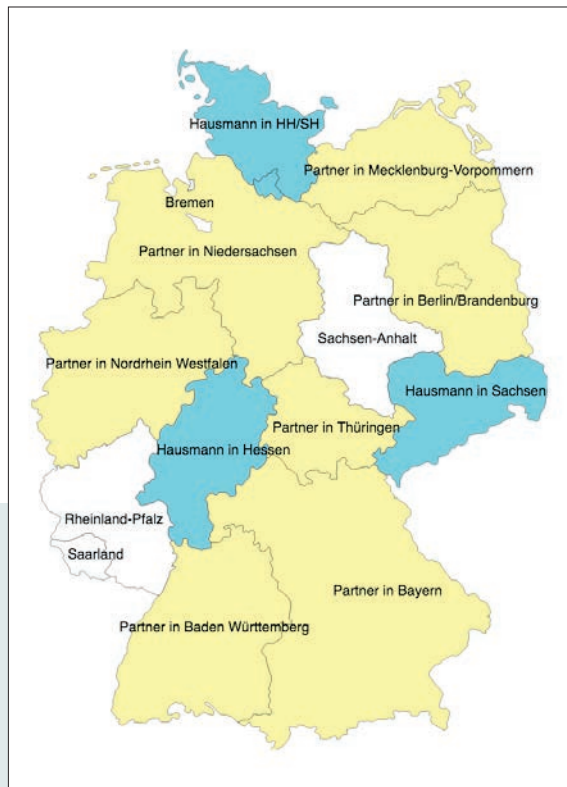 Hausmann in HH/SH
Partner in Mecklenburg-Vorpommern
Bremen
Partner in Niedersachsen
Partner in Berlin/Brandenburg
Sachsen-Anhalt
Partner in Nordrhein Westfalen
Hausmann in Sachsen
Partner in Thüringen
Hausmann in Hessen
Rheinland-Pfalz
Saarland
Partner in Bayern
Partner in Baden Württemberg